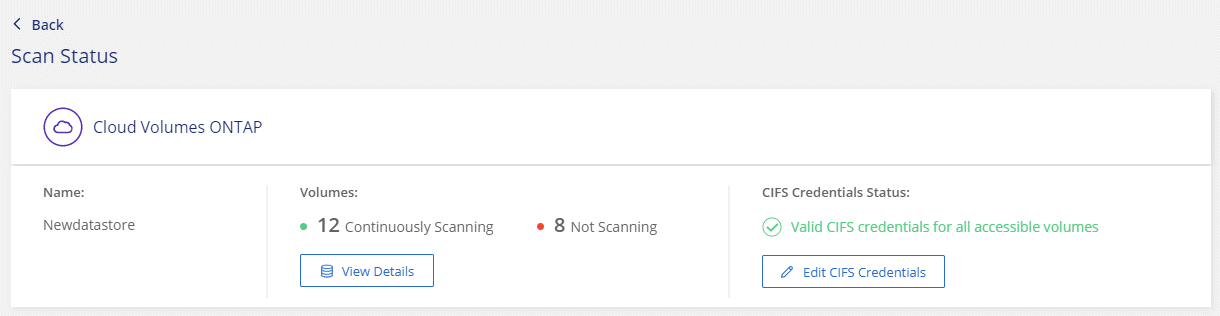 Back
Scan Status
Cloud Volumes ONTAP
Name:
Newdatastore
Volumes:
12 Continuously Scanning
8 Not Scanning
View Details
CIFS Credentials Status:
Valid CIFS credentials for all accessible volumes
Edit CIFS Credentials